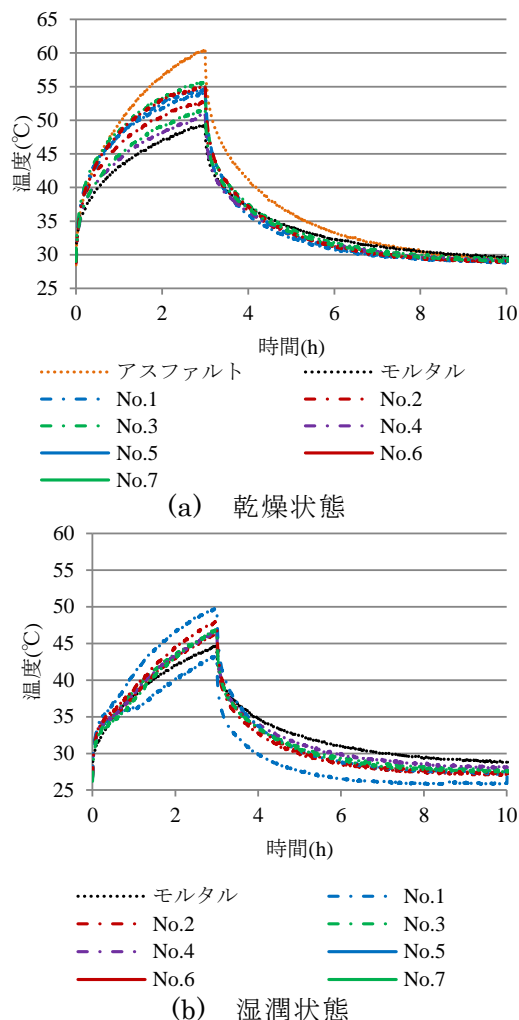 65
60
55
50
45
40
35
30
25
温度(℃)
0 2 4 6 8 10
時間(h)
アスファルト モルタル
No.1 No.2
No.3 No.4
No.5 No.6
No.7
(a) 乾燥状態
60
55
50
45
40
35
30
25
温度(℃)
0 2 4 6 8 10
時間(h)
モルタル No.1
No.2 No.3
No.4 No.5
No.6 No.7
(b) 湿潤状態